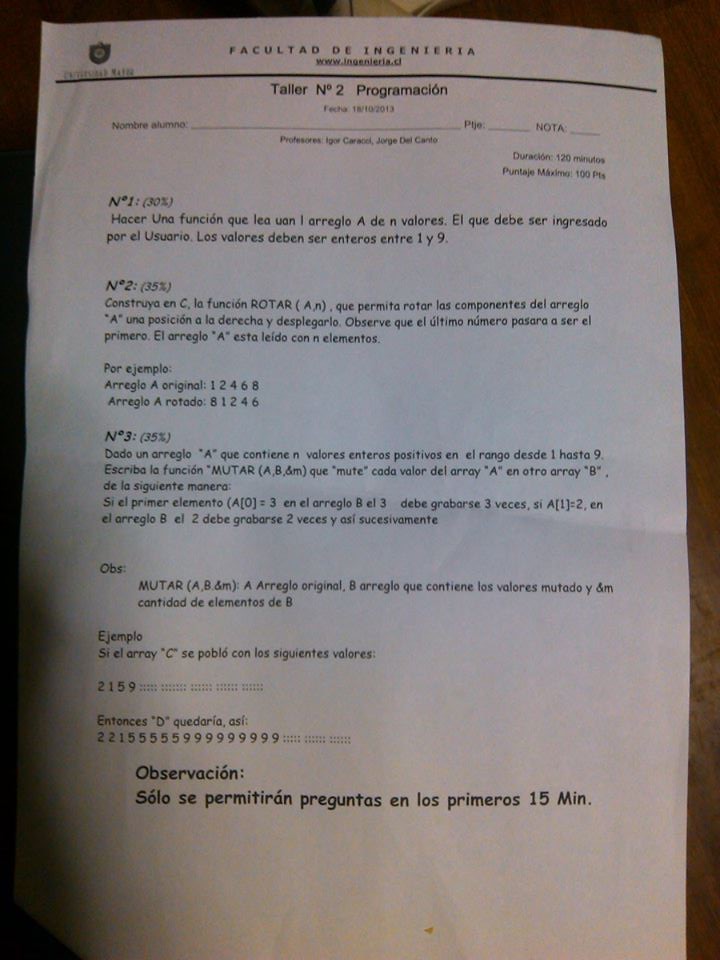 UNIVERSIDAD MAYOR
FACULTAD DE INGENIERIA
www.ingenieria.cl
Taller Nº 2 Programación
Fecha: 18/10/2013
Nombre alumno: ____________ Ptje: ______ NOTA: _____
Profesores: Igor Caracci, Jorge Del Canto
Duración: 120 minutos
Puntaje Máximo: 100 Pts
Nº1: (30%)
Hacer Una función que lea uan l arreglo A de n valores. El que debe ser ingresado
por el Usuario. Los valores deben ser enteros entre 1 y 9.
Nº2: (35%)
Construya en C, la función ROTAR ( A,n) , que permita rotar las componentes del arreglo
"A" una posición a la derecha y desplegarlo. Observe que el último número pasara a ser el
primero. El arreglo "A" esta leído con n elementos.
Por ejemplo:
Arreglo A original: 1 2 4 6 8
Arreglo A rotado: 8 1 2 4 6
Nº3: (35%)
Dado un arreglo "A" que contiene n valores enteros positivos en el rango desde 1 hasta 9.
Escriba la función "MUTAR (A,B,&m) que "mute" cada valor del array "A" en otro array "B" ,
de la siguiente manera:
Si el primer elemento (A[0] = 3 en el arreglo B el 3 debe grabarse 3 veces, si A[1]=2, en
el arreglo B el 2 debe grabarse 2 veces y así sucesivamente
Obs:
MUTAR (A,B.&m): A Arreglo original, B arreglo que contiene los valores mutado y &m
cantidad de elementos de B
Ejemplo
Si el array "C" se pobló con los siguientes valores:
2 1 5 9 ::::: ::::::: :::::: :::::: ::::::
Entonces "D" quedaría, así:
2 2 1 5 5 5 5 5 9 9 9 9 9 9 9 9 9 ::::: :::::: ::::::
Observación:
Sólo se permitirán preguntas en los primeros 15 Min.